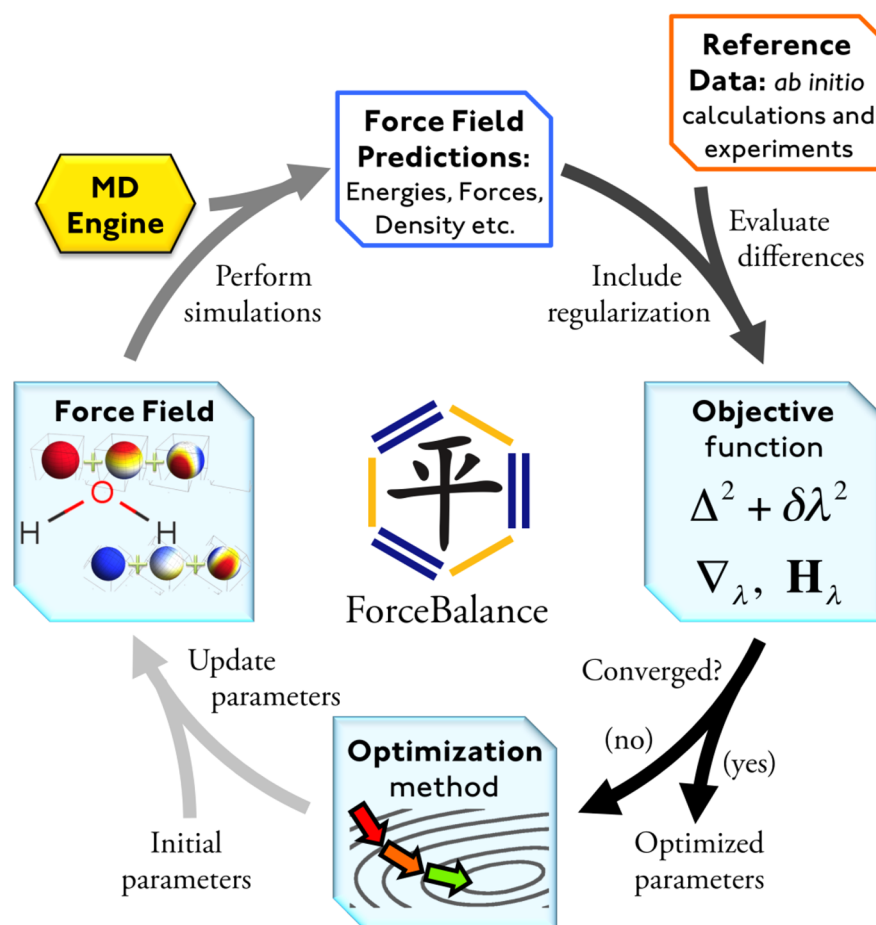 Reference
Data: ab initio
calculations and
experiments
Force Field
Predictions:
Energies, Forces,
Density etc.
MD
Engine
Perform
simulations
Include
regularization
Evaluate
differences
Force Field
O
H
H
Objective
function
Δ² + δλ²
∇λ, Hλ
平
ForceBalance
Update
parameters
Converged?
(no)
(yes)
Optimization
method
Initial
parameters
Optimized
parameters